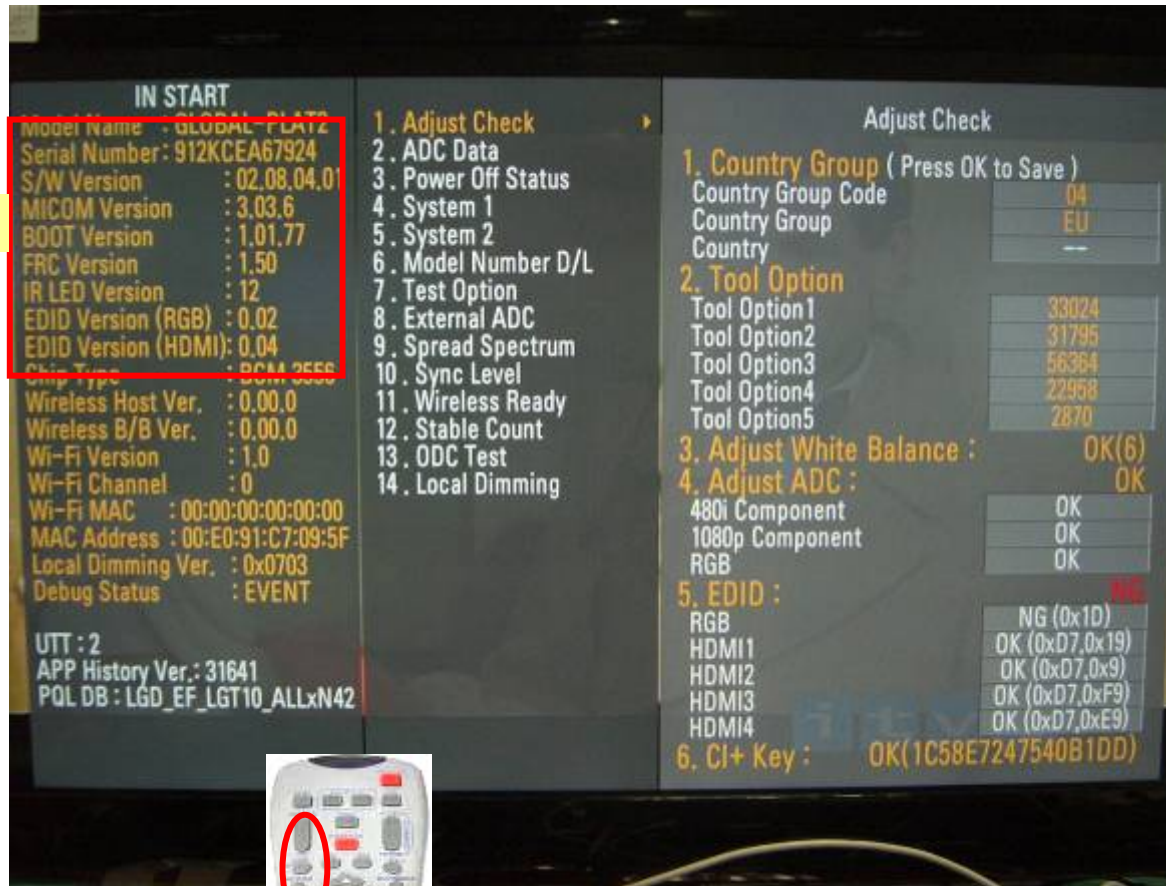 IN START
Model Name : GLOBAL-PLAT2
Serial Number : 912KCEA67924
S/W Version : 02.08.04.01
MICOM Version : 3.03.6
BOOT Version : 1.01.77
FRC Version : 1.50
IR LED Version : 12
EDID Version (RGB) : 0.02
EDID Version (HDMI) : 0.04
Chip Type : BCM 3556
Wireless Host Ver. : 0.00.0
Wireless B/B Ver. : 0.00.0
Wi-Fi Version : 1.0
Wi-Fi Channel : 0
Wi-Fi MAC : 00:00:00:00:00:00
MAC Address : 00:E0:91:C7:09:5F
Local Dimming Ver. : 0x0703
Debug Status : EVENT
UTT : 2
APP History Ver. : 31641
PQL DB : LGD_EF_LGT10_ALLxN42
1. Adjust Check
2. ADC Data
3. Power Off Status
4. System 1
5. System 2
6. Model Number D/L
7. Test Option
8. External ADC
9. Spread Spectrum
10. Sync Level
11. Wireless Ready
12. Stable Count
13. ODC Test
14. Local Dimming
Adjust Check
1. Country Group ( Press OK to Save )
Country Group Code 04
Country Group EU
Country --
2. Tool Option
Tool Option1 33024
Tool Option2 31795
Tool Option3 56364
Tool Option4 22958
Tool Option5 2870
3. Adjust White Balance : OK(6)
4. Adjust ADC : OK
480i Component OK
1080p Component OK
RGB OK
5. EDID : NG
RGB NG (0x1D)
HDMI1 OK (0xD7,0x19)
HDMI2 OK (0xD7,0x9)
HDMI3 OK (0xD7,0xF9)
HDMI4 OK (0xD7,0xE9)
6. CI+ Key : OK(1C58E7247540B1DD)